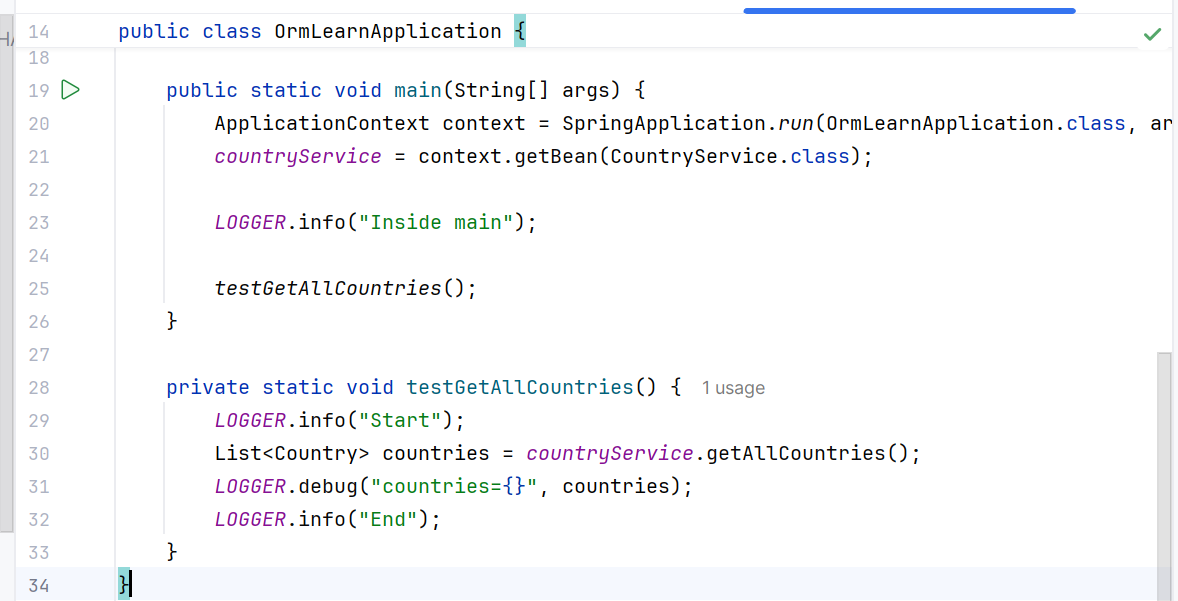 14 public class OrmLearnApplication {
18
19 public static void main(String[] args) {
20 ApplicationContext context = SpringApplication.run(OrmLearnApplication.class, ar
21 countryService = context.getBean(CountryService.class);
22
23 LOGGER.info("Inside main");
24
25 testGetAllCountries();
26 }
27
28 private static void testGetAllCountries() { 1 usage
29 LOGGER.info("Start");
30 List<Country> countries = countryService.getAllCountries();
31 LOGGER.debug("countries={}", countries);
32 LOGGER.info("End");
33 }
34 }